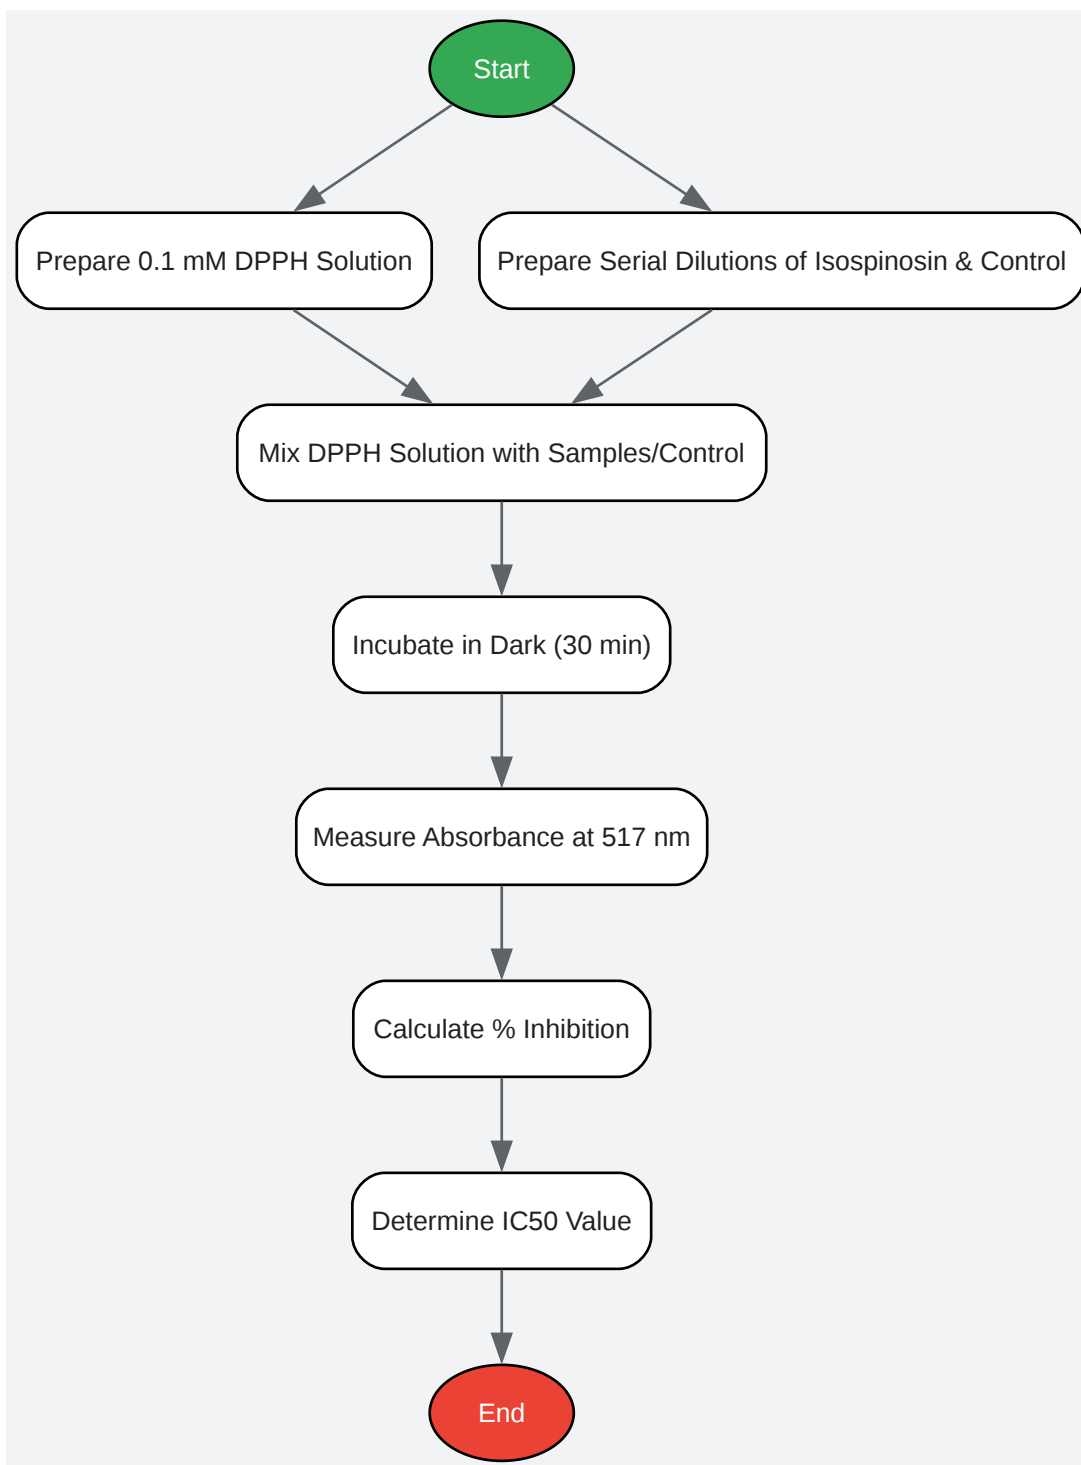 Start
Prepare 0.1 mM DPPH Solution
Prepare Serial Dilutions of Isospinosin & Control
Mix DPPH Solution with Samples/Control
Incubate in Dark (30 min)
Measure Absorbance at 517 nm
Calculate % Inhibition
Determine IC50 Value
End